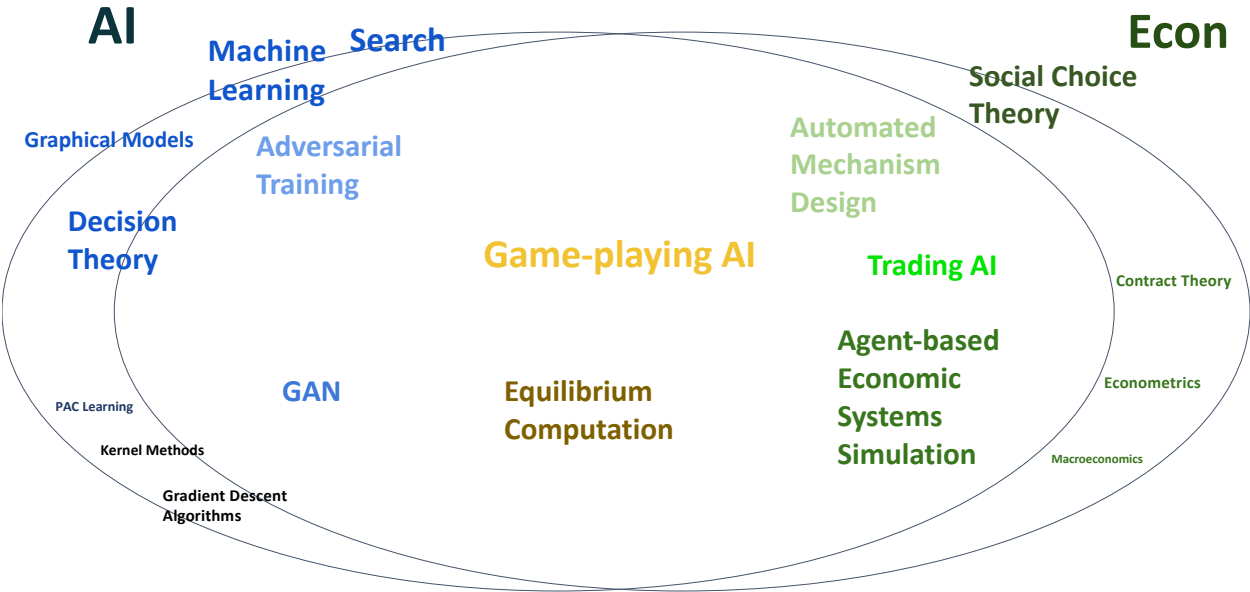 AI
Econ
Search
Machine
Learning
Social Choice
Theory
Graphical Models
Adversarial
Training
Automated
Mechanism
Design
Decision
Theory
Game-playing AI
Trading AI
Contract Theory
Agent-based
Economic
Systems
Simulation
GAN
Equilibrium
Computation
Econometrics
PAC Learning
Kernel Methods
Macroeconomics
Gradient Descent
Algorithms